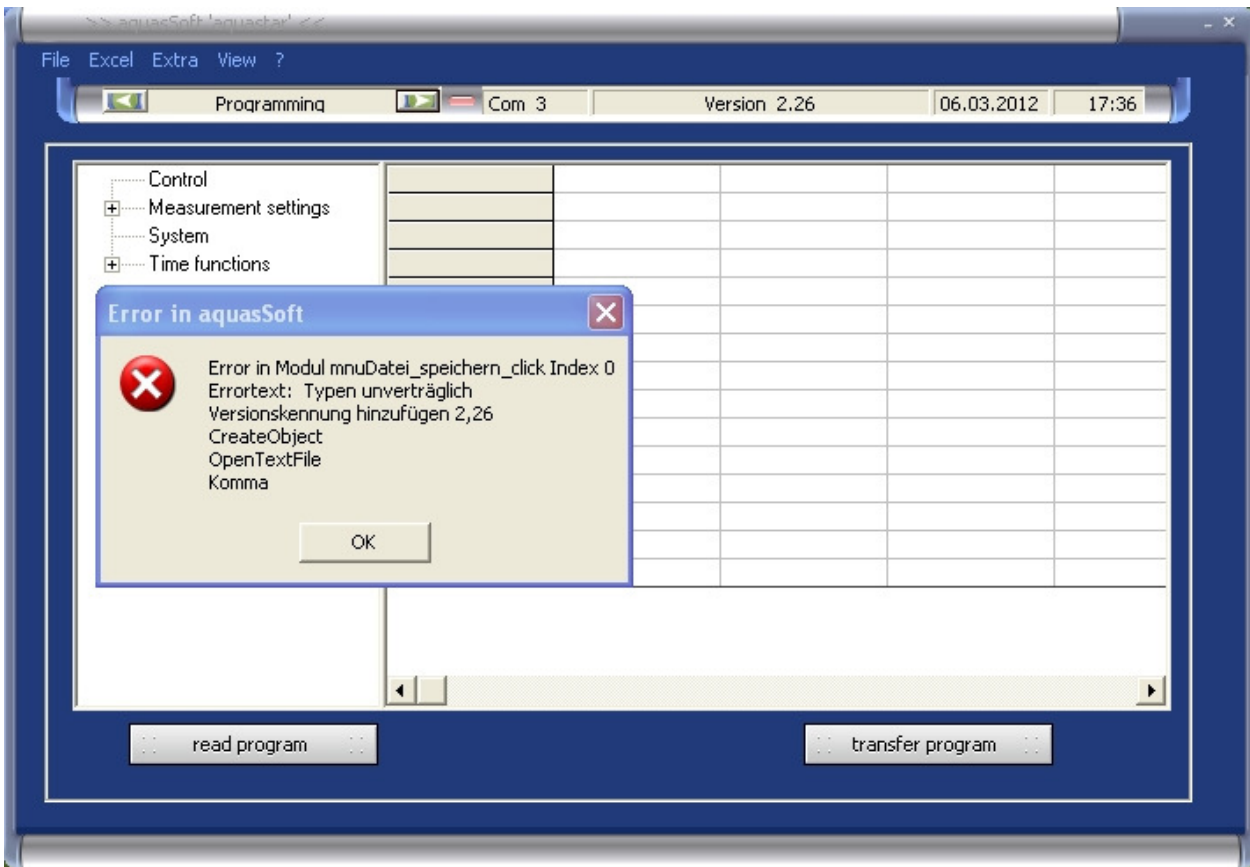 >> aquasSoft 'aquastar' <<
File Excel Extra View ?
Programming Com 3 Version 2.26 06.03.2012 17:36
Control
Measurement settings
System
Time functions
Error in aquasSoft
Error in Modul mnuDatei_speichern_click Index 0
Errortext: Typen unverträglich
Versionskennung hinzufügen 2,26
CreateObject
OpenTextFile
Komma
OK
read program
transfer program